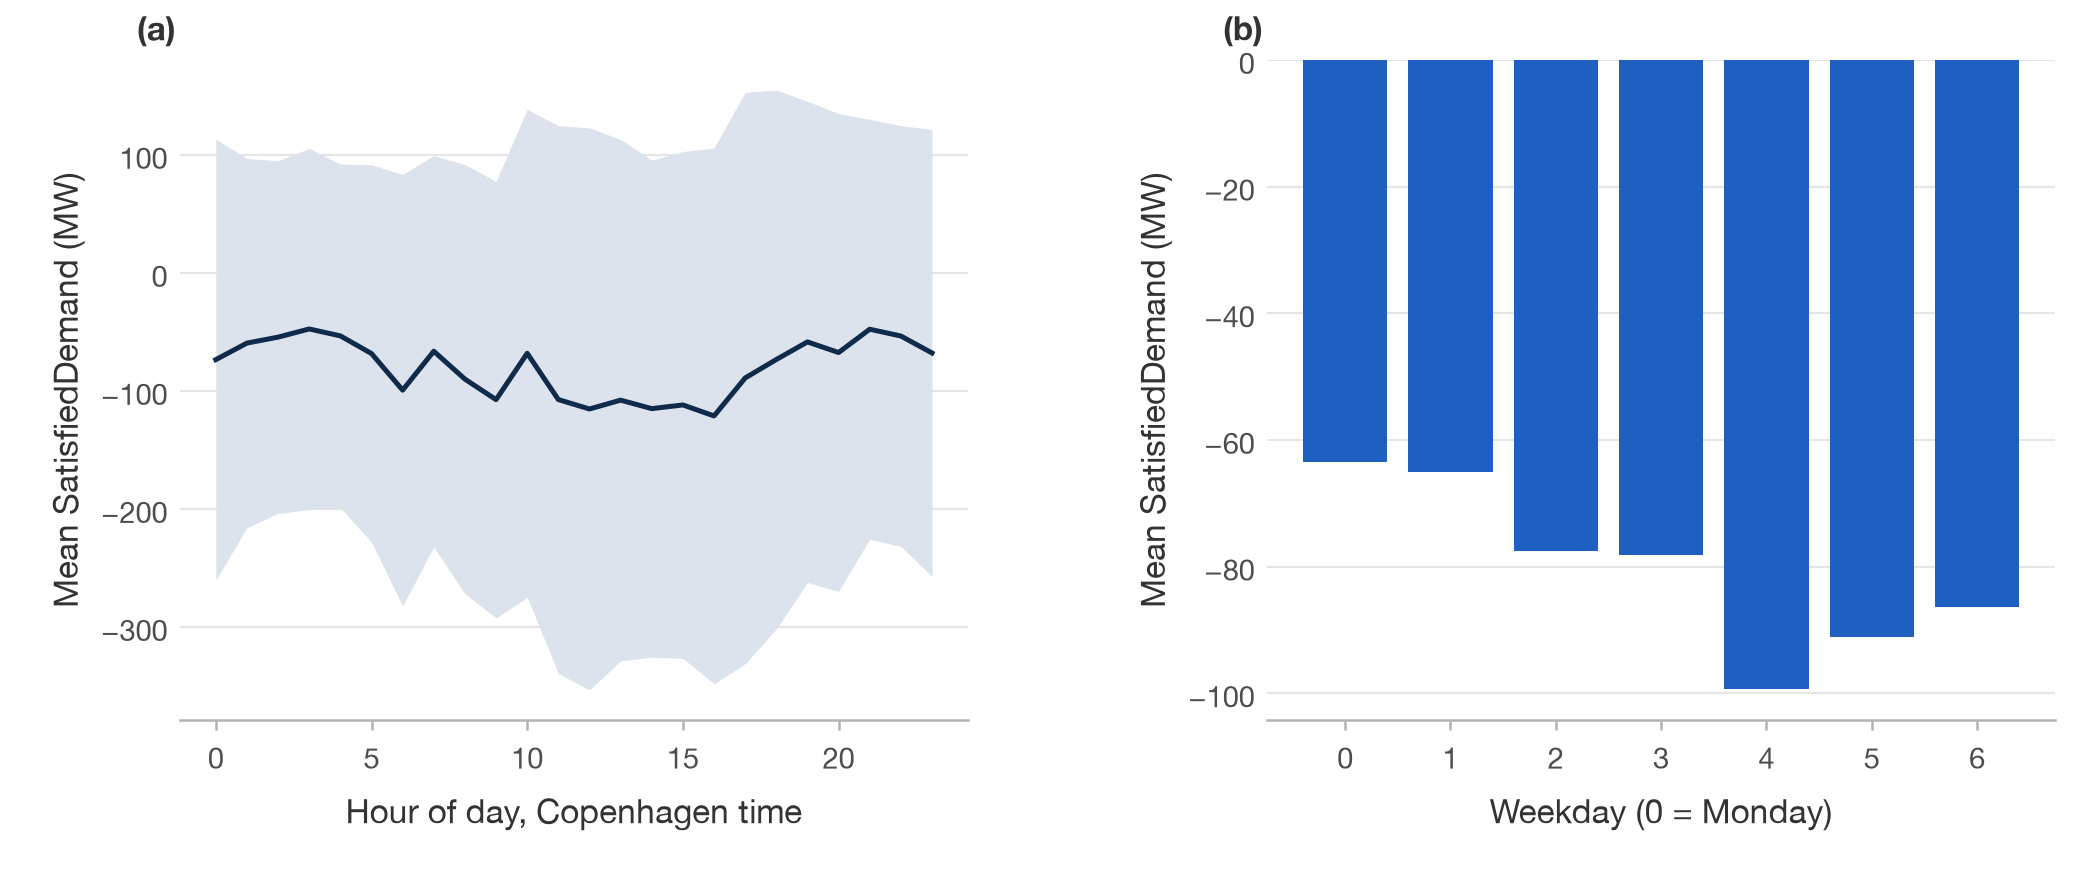 (a)
Mean SatisfiedDemand (MW)
100
0
−100
−200
−300
0 5 10 15 20
Hour of day, Copenhagen time
(b)
Mean SatisfiedDemand (MW)
0
−20
−40
−60
−80
−100
0 1 2 3 4 5 6
Weekday (0 = Monday)